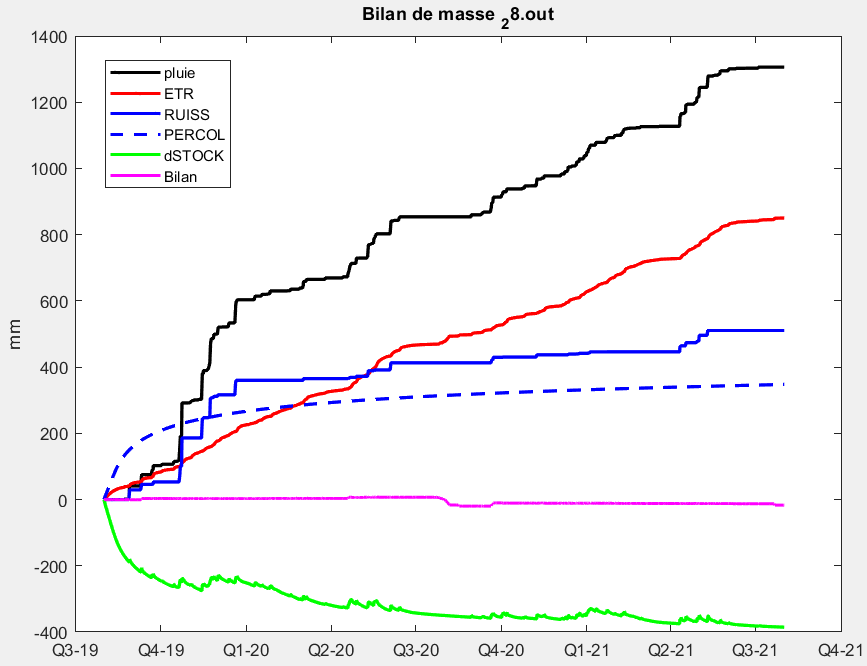 Bilan de masse ₂8.out
1400
1200
1000
800
600
400
200
0
-200
-400
mm
pluie
ETR
RUISS
PERCOL
dSTOCK
Bilan
Q3-19 Q4-19 Q1-20 Q2-20 Q3-20 Q4-20 Q1-21 Q2-21 Q3-21 Q4-21